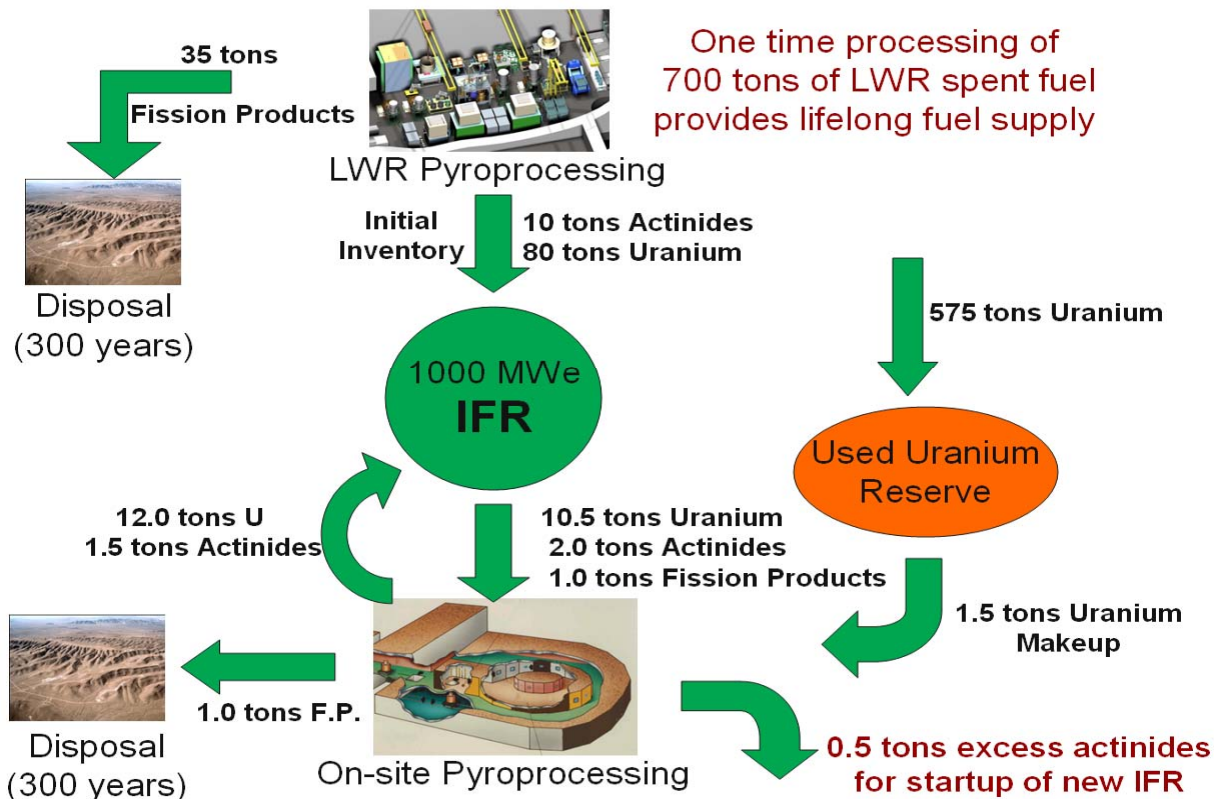 35 tons
Fission Products
One time processing of
700 tons of LWR spent fuel
provides lifelong fuel supply
LWR Pyroprocessing
Disposal
(300 years)
Initial
Inventory
10 tons Actinides
80 tons Uranium
575 tons Uranium
1000 MWe
IFR
Used Uranium
Reserve
12.0 tons U
1.5 tons Actinides
10.5 tons Uranium
2.0 tons Actinides
1.0 tons Fission Products
1.5 tons Uranium
Makeup
1.0 tons F.P.
Disposal
(300 years)
On-site Pyroprocessing
0.5 tons excess actinides
for startup of new IFR